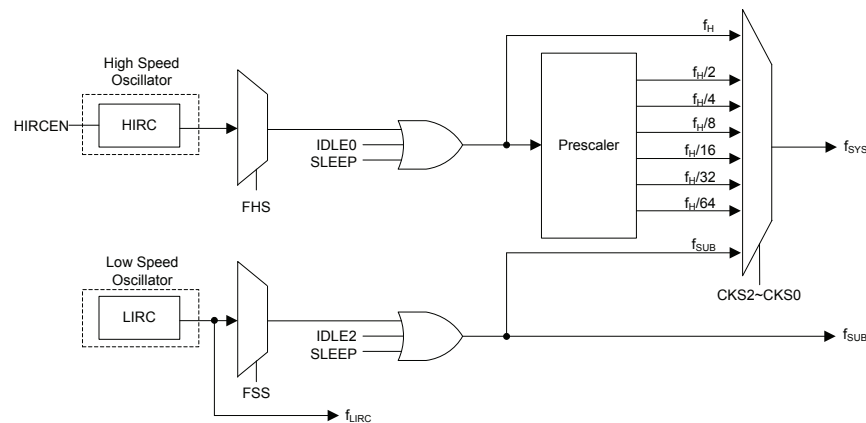 High Speed
Oscillator
HIRCEN
HIRC
FHS
IDLE0
SLEEP
Prescaler
fH
fH/2
fH/4
fH/8
fH/16
fH/32
fH/64
fSUB
fSYS
CKS2~CKS0
Low Speed
Oscillator
LIRC
FSS
IDLE2
SLEEP
fSUB
fLIRC